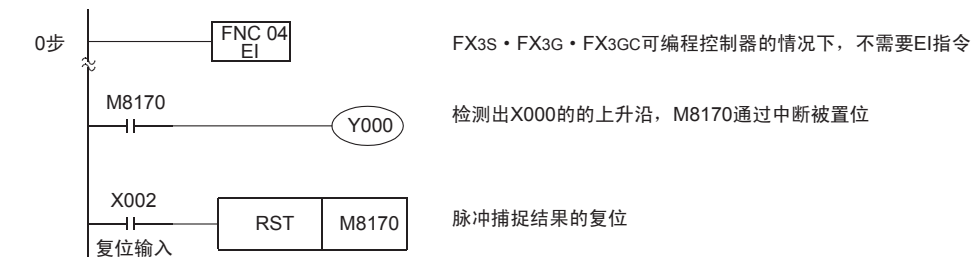 0步
FNC 04
EI
FX3S・FX3G・FX3GC可编程控制器的情况下，不需要EI指令
M8170
Y000
检测出X000的的上升沿，M8170通过中断被置位
X002
RST
M8170
脉冲捕捉结果的复位
复位输入